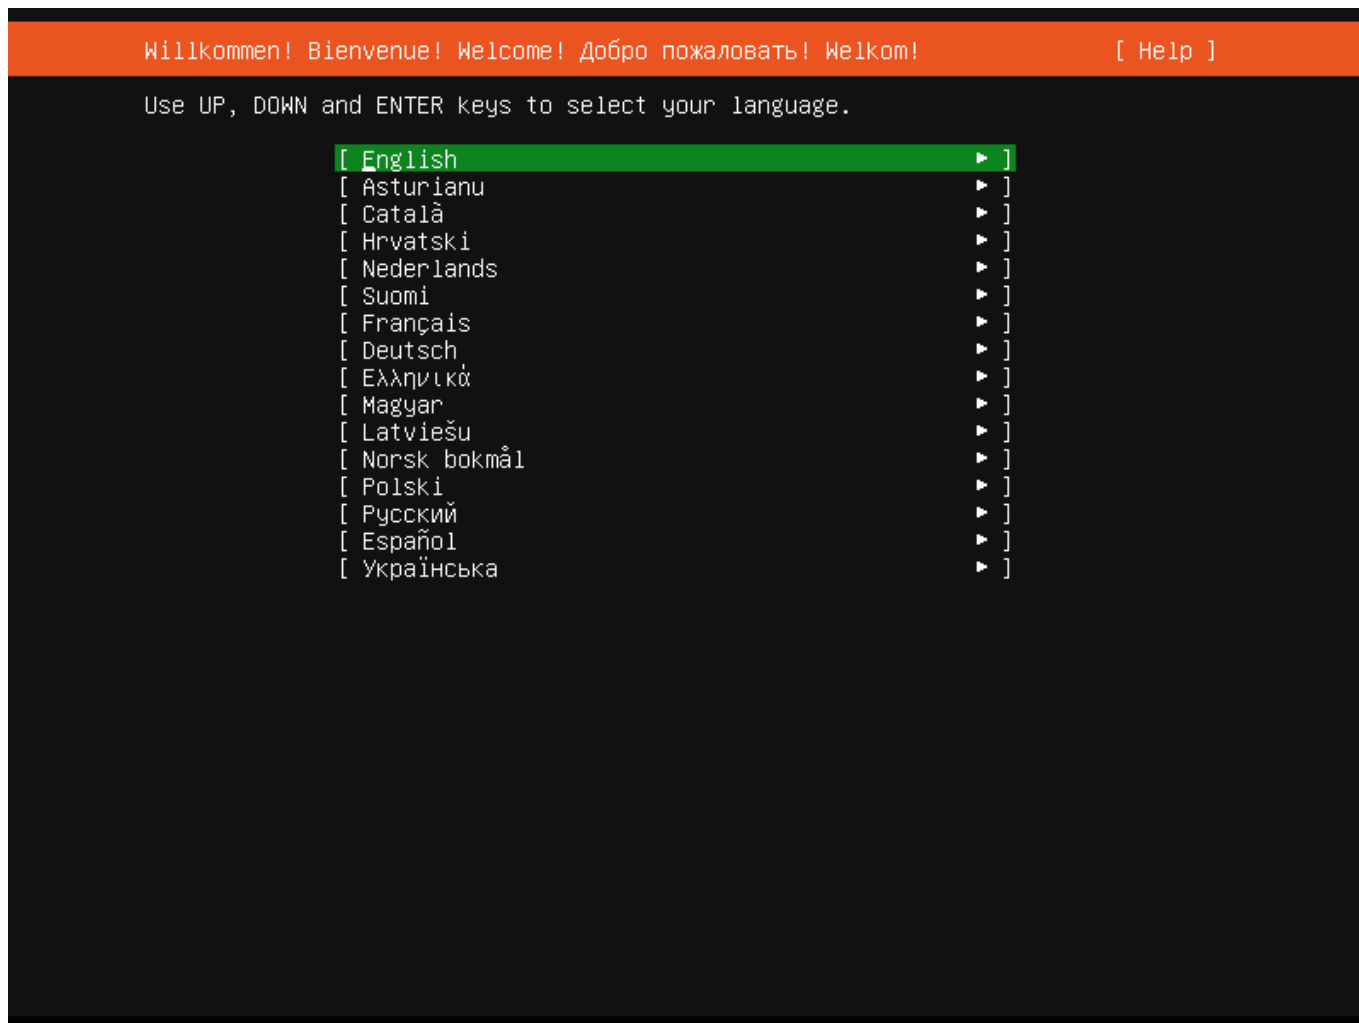 Willkommen! Bienvenue! Welcome! Добро пожаловать! Welkom! [ Help ]
Use UP, DOWN and ENTER keys to select your language.
[ English ▸ ]
[ Asturianu ▸ ]
[ Català ▸ ]
[ Hrvatski ▸ ]
[ Nederlands ▸ ]
[ Suomi ▸ ]
[ Français ▸ ]
[ Deutsch ▸ ]
[ Ελληνικά ▸ ]
[ Magyar ▸ ]
[ Latviešu ▸ ]
[ Norsk bokmål ▸ ]
[ Polski ▸ ]
[ Русский ▸ ]
[ Español ▸ ]
[ Українська ▸ ]